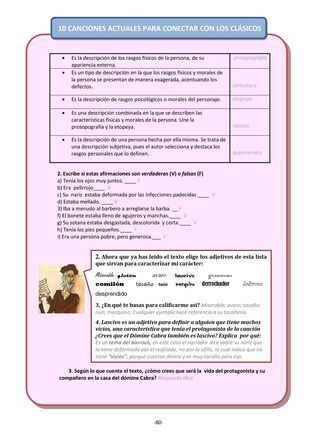 10 CANCIONES ACTUALES PARA CONECTAR CON LOS CLÁSICOS
• Es la descripción de los rasgos físicos de la persona, de su apariencia externa.
prosopografía
• Es un tipo de descripción en la que los rasgos físicos y morales de la persona se presentan de manera exagerada, acentuando los defectos.
caricatura
• Es la descripción de rasgos psicológicos o morales del personaje.
etopeya
• Es una descripción combinada en la que se describen las características físicas y morales de la persona. Une la prosopografía y la etopeya.
retrato
• Es la descripción de una persona hecha por ella misma. Se trata de una descripción subjetiva, pues el autor selecciona y destaca los rasgos personales que lo definen.
autorretrato
2. Escribe si estas afirmaciones son verdaderas (V) o falsas (F)
a) Tenía los ojos muy juntos. ____ F
b) Era pelirrojo____ V
c) Su nariz estaba deformada por las infecciones padecidas ____ V
d) Estaba mellado. ____ V
3) Iba a menudo al barbero a arreglarse la barba. __ F
f) El bonete estaba lleno de agujeros y manchas.____ V
g) Su sotana estaba desgastada, descolorida y corta.____ V
h) Tenía los pies pequeños.____ F
i) Era una persona pobre, pero generosa.____ F
2. Ahora que ya has leído el texto elige los adjetivos de esta lista
que sirvan para caracterizar mi carácter:
Miserable glotón avaro lascivo generoso
comilón tacaño ruin mezquino derrochador
desprendido
3. ¿En qué te basas para calificarme así? Miserable; avaro; tacaño;
ruin, mezquino; Cualquier ejemplo hace referencia a su tacañería.
4. Lascivo es un adjetivo para definir a alguien que tiene muchos
vicios, una característica que tenía el protagonista de la canción
¿Crees que el Dómine Cabra también es lascivo? Explica por qué:
Es un tema del barroco, en este caso el narrador dice sobre su nariz que
la tiene deformada por el resfriado, no por la sífilis, lo cual indica que no
tiene "vicios", porque cuestan dinero y es muy tacaño para eso.
3. Según lo que cuenta el texto, ¿cómo crees que será la vida del protagonista y su
compañero en la casa del dómine Cabra? Respuesta libre
-80-